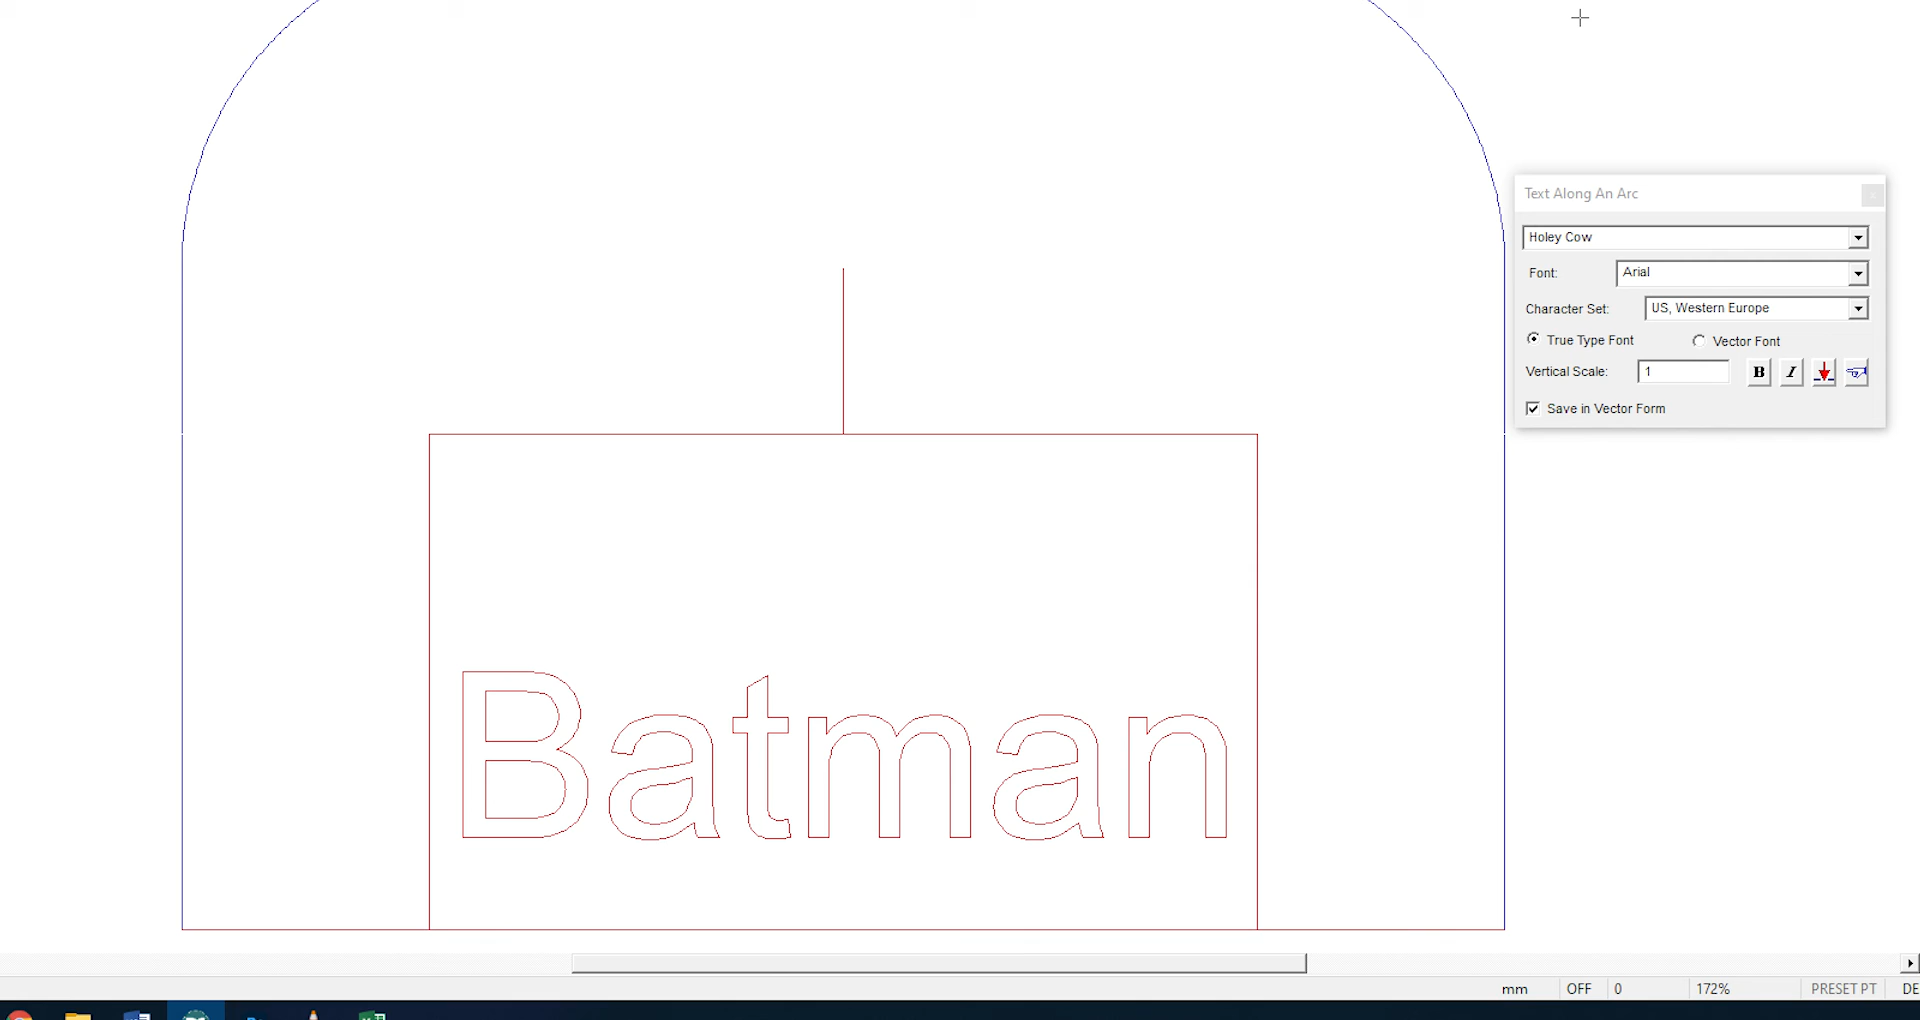 Text Along An Arc
Holey Cow
Font: Arial
Character Set: US, Western Europe
True Type Font Vector Font
Vertical Scale: 1 B I
Save in Vector Form
Batman
mm OFF 0 172% PRESET PT DE